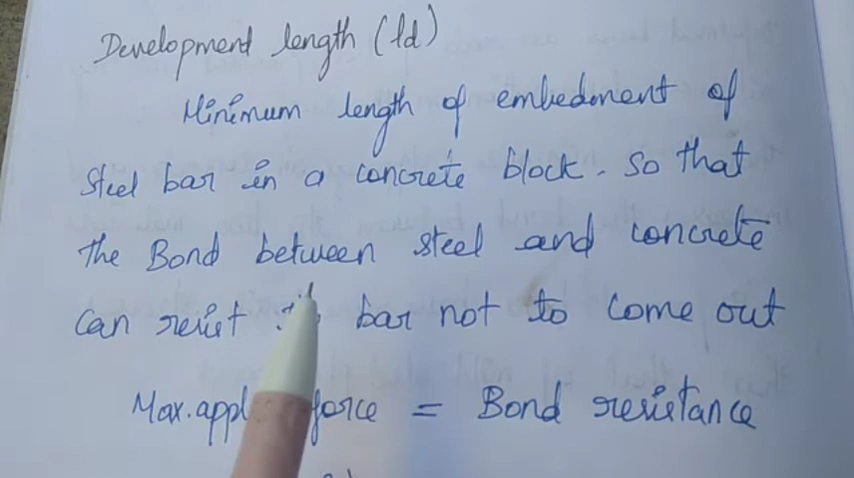 Development length (ld)
Minimum length of embedment of
steel bar in a concrete block. so that
the Bond between steel and concrete
can resist bar not to come out
Max. appl force = Bond resistance